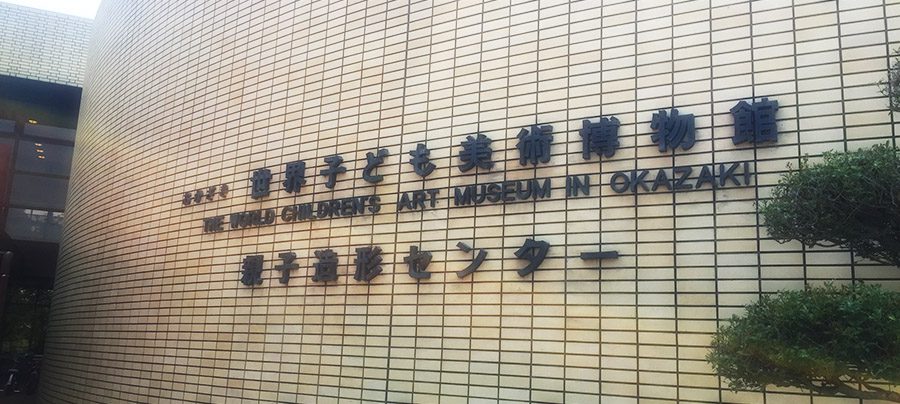 おかざき 世界子ども美術博物館
THE WORLD CHILDREN'S ART MUSEUM IN OKAZAKI
親子造形センター